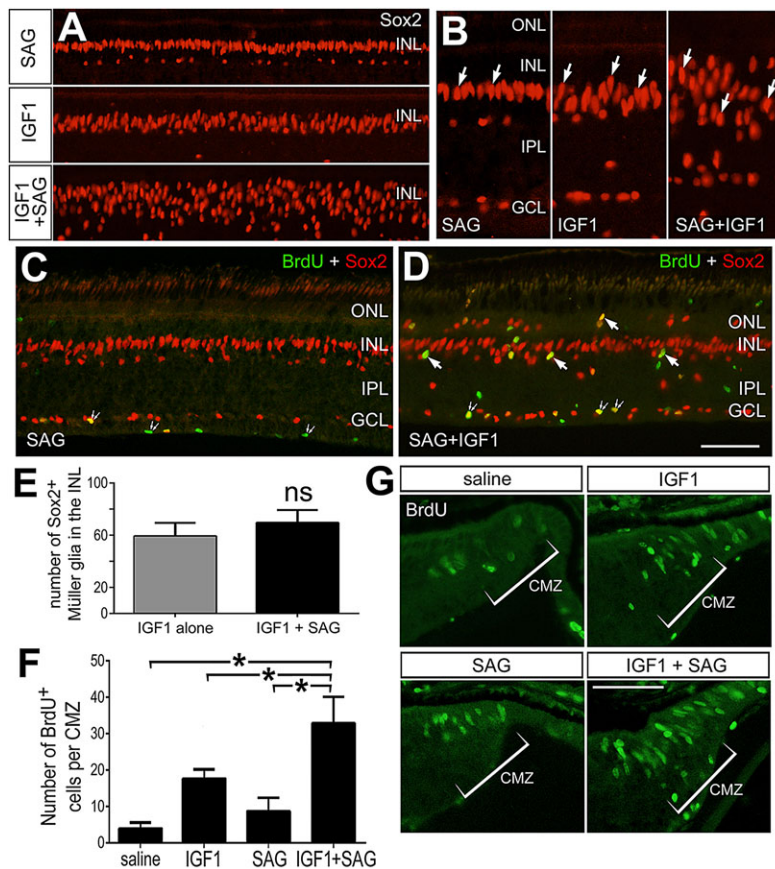 A
Sox2
SAG
INL
IGF1
INL
IGF1
+SAG
INL
B
ONL
INL
IPL
GCL
SAG
IGF1
SAG+IGF1
C
BrdU + Sox2
ONL
INL
IPL
GCL
SAG
D
BrdU + Sox2
ONL
INL
IPL
GCL
SAG+IGF1
E
number of Sox2+
Müller glia in the INL
100
60
20
0
ns
IGF1 alone
IGF1 + SAG
F
Number of BrdU+
cells per CMZ
50
40
30
20
10
0
*
*
*
saline
IGF1
SAG
IGF1+SAG
G
saline
IGF1
BrdU
CMZ
CMZ
SAG
IGF1 + SAG
CMZ
CMZ